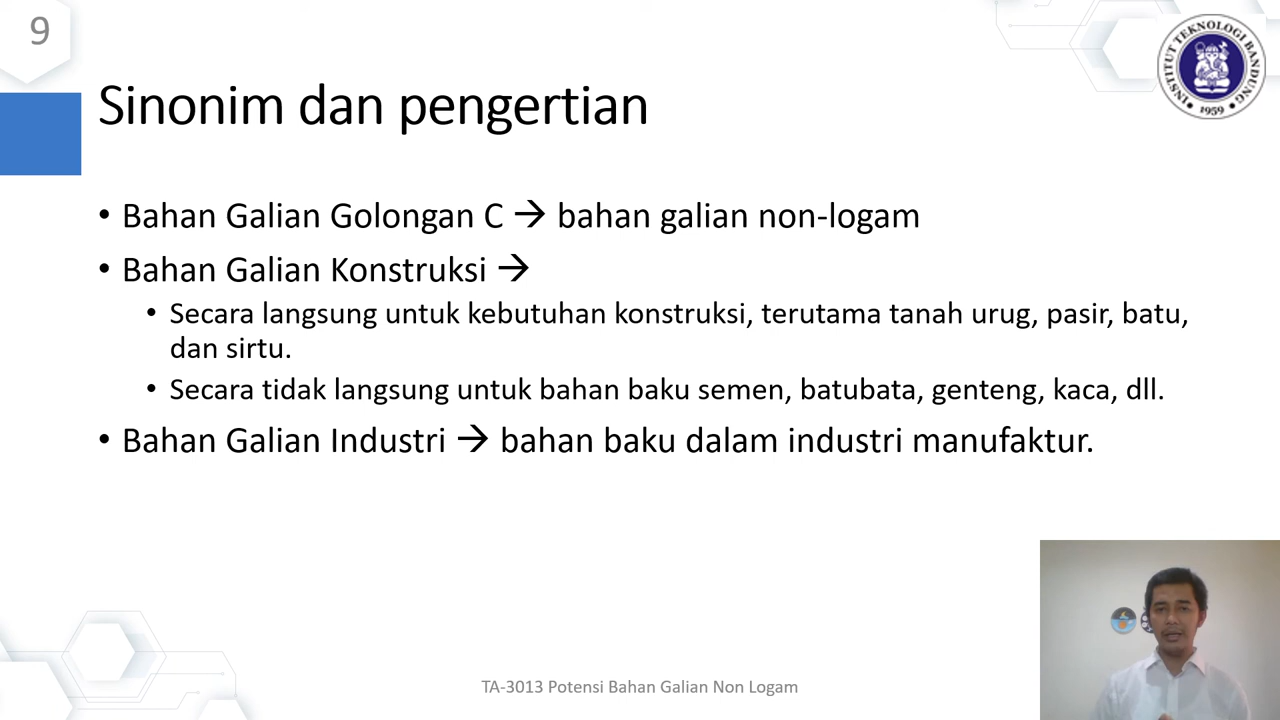 9
INSTITUT TEKNOLOGI BANDUNG
1959
Sinonim dan pengertian
• Bahan Galian Golongan C → bahan galian non-logam
• Bahan Galian Konstruksi →
• Secara langsung untuk kebutuhan konstruksi, terutama tanah urug, pasir, batu,
dan sirtu.
• Secara tidak langsung untuk bahan baku semen, batubata, genteng, kaca, dll.
• Bahan Galian Industri → bahan baku dalam industri manufaktur.
TA-3013 Potensi Bahan Galian Non Logam